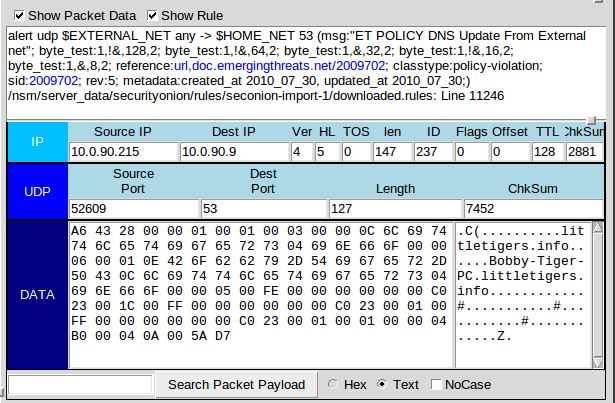 Show Packet Data Show Rule
alert udp $EXTERNAL_NET any -> $HOME_NET 53 (msg:"ET POLICY DNS Update From External
net"; byte_test:1,!&,128,2; byte_test:1,!&,64,2; byte_test:1,&,32,2; byte_test:1,!&,16,2;
byte_test:1,&,8,2; reference:url,doc.emergingthreats.net/2009702; classtype:policy-violation;
sid:2009702; rev:5; metadata:created_at 2010_07_30, updated_at 2010_07_30;)
/nsm/server_data/securityonion/rules/seconion-import-1/downloaded.rules: Line 11246
IP
Source IP Dest IP Ver HL TOS len ID Flags Offset TTL ChkSum
10.0.90.215 10.0.90.9 4 5 0 147 237 0 0 128 2881
UDP
Source Port Dest Port Length ChkSum
52609 53 127 7452
DATA
A6 43 28 00 00 01 00 01 00 03 00 00 0C 6C 69 74
74 6C 65 74 69 67 65 72 73 04 69 6E 66 6F 00 00
06 00 01 0E 42 6F 62 62 79 2D 54 69 67 65 72 2D
50 43 0C 6C 69 74 74 6C 65 74 69 67 65 72 73 04
69 6E 66 6F 00 00 05 00 FE 00 00 00 00 00 00 C0
23 00 1C 00 FF 00 00 00 00 00 00 C0 23 00 01 00
FF 00 00 00 00 00 00 C0 23 00 01 00 01 00 00 04
B0 00 04 0A 00 5A D7
.C(..........lit
tletigers.info..
....Bobby-Tiger-
PC.littletigers.
info............
#...........#...
.........#......
.....Z.
Search Packet Payload Hex Text NoCase